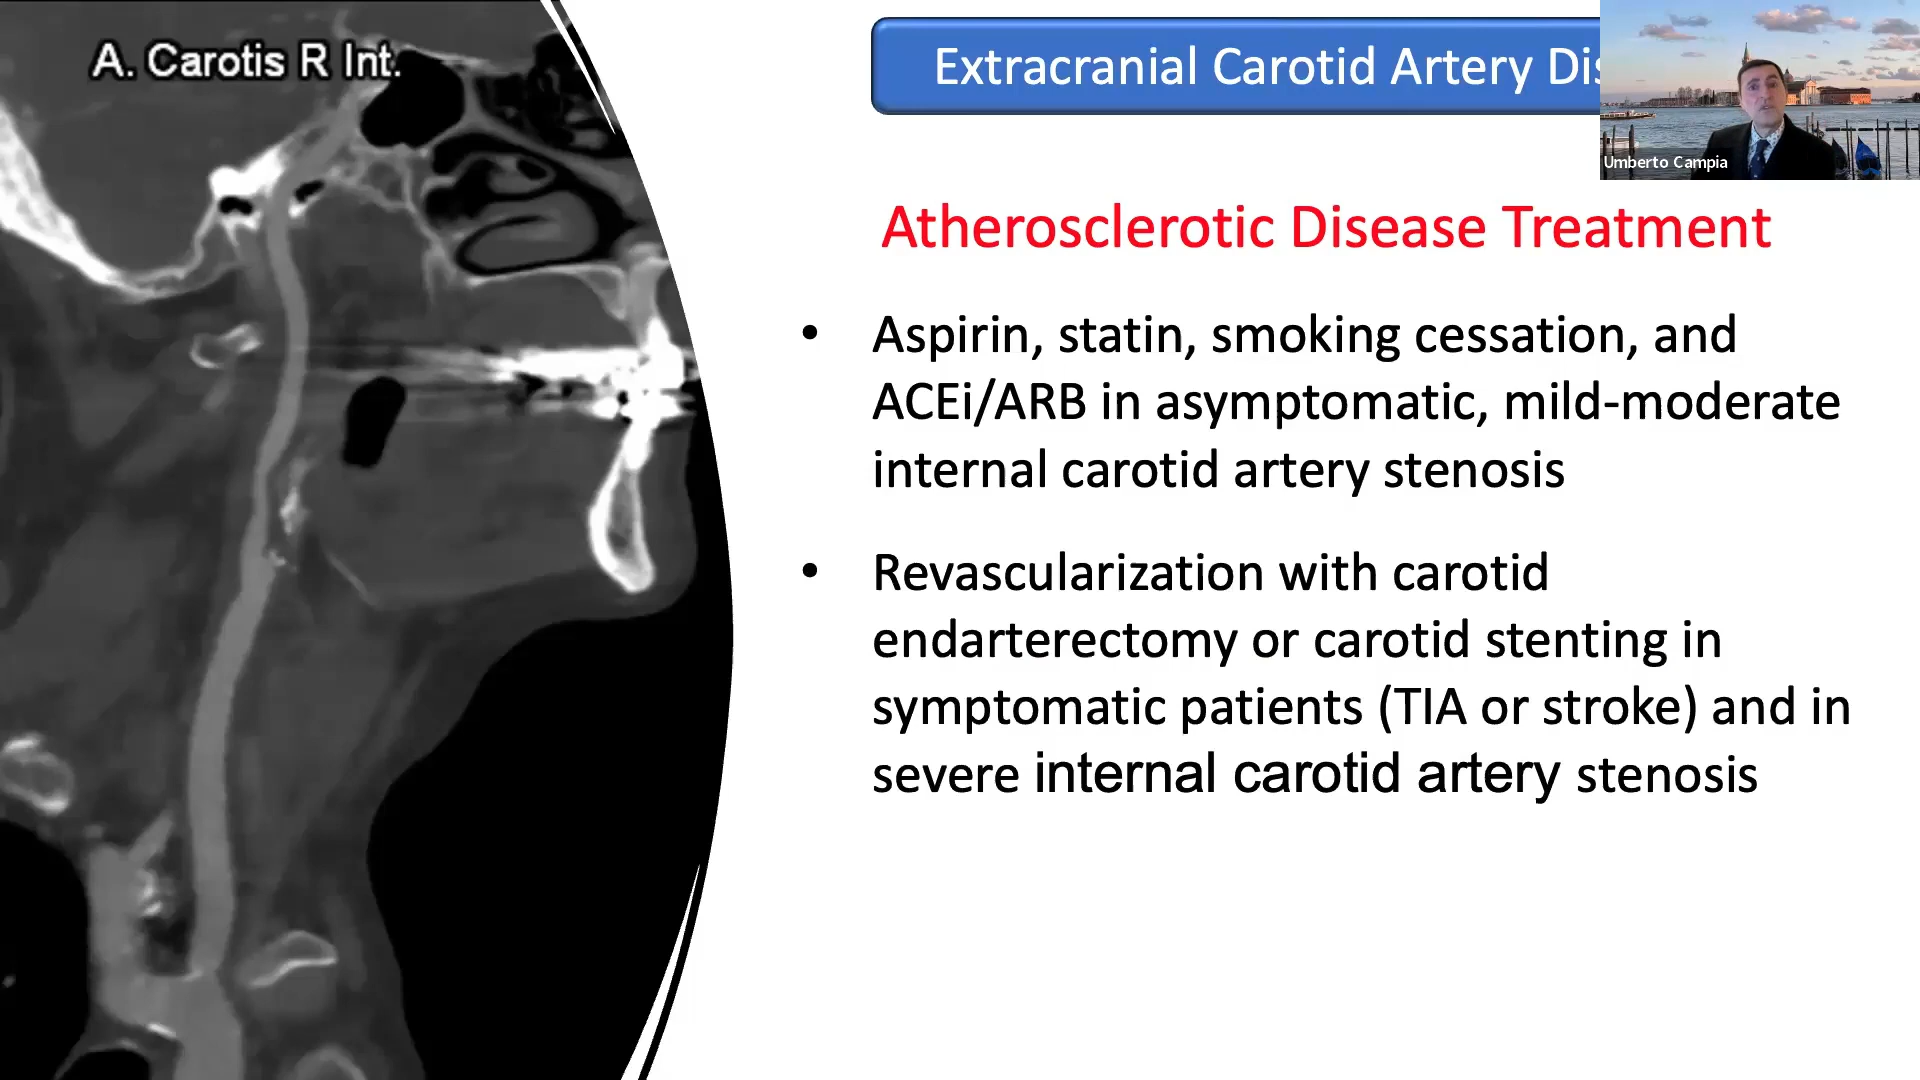 A. Carotis R Int.
Extracranial Carotid Artery
Umberto Campia
Atherosclerotic Disease Treatment
• Aspirin, statin, smoking cessation, and
ACEi/ARB in asymptomatic, mild-moderate
internal carotid artery stenosis
• Revascularization with carotid
endarterectomy or carotid stenting in
symptomatic patients (TIA or stroke) and in
severe internal carotid artery stenosis